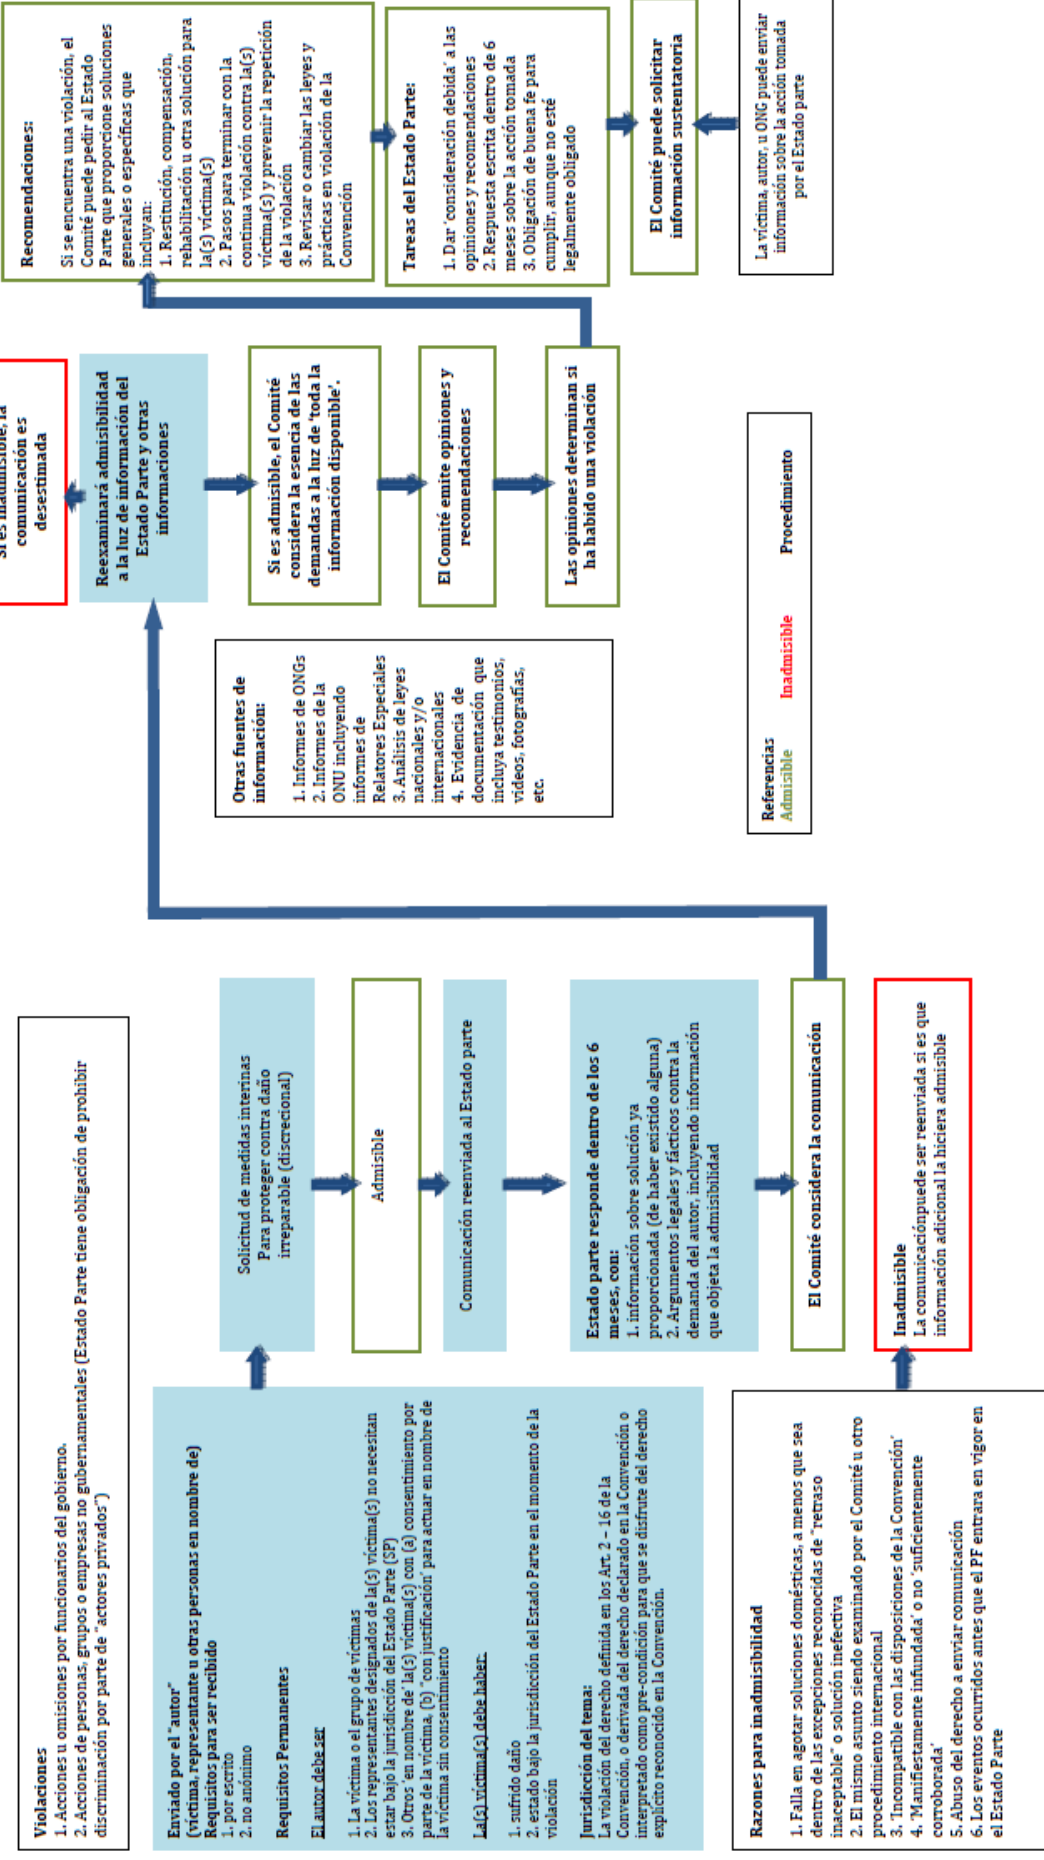 Violaciones
1. Acciones u omisiones por funcionarios del gobierno.
2. Acciones de personas, grupos o empresas no gubernamentales (Estado Parte tiene obligación de prohibir
discriminación por parte de "actores privados")
Enviado por el "autor"
(víctima, representante u otras personas en nombre de)
Requisitos para ser recibido
1. por escrito
2. no anónimo
Requisitos Permanentes
El autor debe ser
1. La víctima o el grupo de víctimas
2. Los representantes designados de la(s) víctima(s) no necesitan
estar bajo la jurisdicción del Estado Parte (SP)
3. Otros 'en nombre de' la(s) víctima(s) con (a) consentimiento por
parte de la víctima, (b) "con justificación' para actuar en nombre de
la víctima sin consentimiento
La(s) víctima(s) debe haber:
1. sufrido daño
2. estado bajo la jurisdicción del Estado Parte en el momento de la
violación
Jurisdicción del tema:
La violación del derecho definida en los Art. 2 – 16 de la
Convención, o derivada del derecho declarado en la Convención o
interpretado como pre-condición para que se disfrute del derecho
explícito reconocido en la Convención.
Razones para inadmisibilidad
1. Falla en agotar soluciones domésticas, a menos que sea
dentro de las excepciones reconocidas de "retraso
inaceptable" o solución inefectiva
2. El mismo asunto siendo examinado por el Comité u otro
procedimiento internacional
3. 'Incompatible con las disposiciones de la Convención'
4. Manifiestamente infundada' o no 'suficientemente
corroborada'
5. Abuso del derecho a enviar comunicación
6. Los eventos ocurridos antes que el PF entrara en vigor en
el Estado Parte
Solicitud de medidas interinas
Para proteger contra daño
irreparable (discrecional)
Admisible
Comunicación reenviada al Estado parte
Estado parte responde dentro de los 6
meses, con:
1. información sobre solución ya
proporcionada (de haber existido alguna)
2. Argumentos legales y fácticos contra la
demanda del autor, incluyendo información
que objeta la admisibilidad
El Comité considera la comunicación
Inadmisible
La comunicaciónpuede ser reenviada si es que
información adicional la hiciera admisible
Otras fuentes de
información:
1. Informes de ONGs
2. Informes de la
ONU incluyendo
informes de
Relatores Especiales
3. Análisis de leyes
nacionales y/o
internacionales
4. Evidencia de
documentación que
incluya testimonios,
videos, fotografías,
etc.
Referencias
Admisible Inadmisible Procedimiento
Si es inadmisible, la
comunicación es
desestimada
Reexaminará admisibilidad
a la luz de información del
Estado Parte y otras
informaciones
Si es admisible, el Comité
considera la esencia de las
demandas a la luz de 'toda la
información disponible'.
El Comité emite opiniones y
recomendaciones
Las opiniones determinan si
ha habido una violación
Recomendaciones:
Si se encuentra una violación, el
Comité puede pedir al Estado
Parte que proporcione soluciones
generales o específicas que
incluyan:
1. Restitución, compensación,
rehabilitación u otra solución para
la(s) víctima(s)
2. Pasos para terminar con la
continua violación contra la(s)
víctima(s) y prevenir la repetición
de la violación
3. Revisar o cambiar las leyes y
prácticas en violación de la
Convención
Tareas del Estado Parte:
1. Dar 'consideración debida' a las
opiniones y recomendaciones
2. Respuesta escrita dentro de 6
meses sobre la acción tomada
3. Obligación de buena fe para
cumplir, aunque no esté
legalmente obligado
El Comité puede solicitar
información sustentatoria
La víctima, autor, u ONG puede enviar
información sobre la acción tomada
por el Estado parte